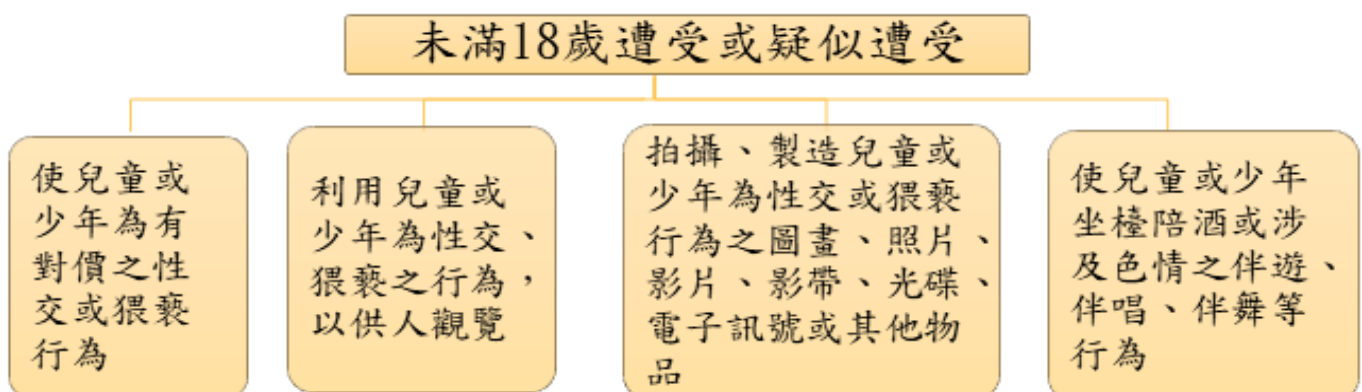 未滿18歲遭受或疑似遭受
使兒童或
少年為有
對價之性
交或猥褻
行為
利用兒童或
少年為性交、
猥褻之行為，
以供人觀覽
拍攝、製造兒童或
少年為性交或猥褻
行為之圖畫、照片、
影片、影帶、光碟、
電子訊號或其他物
品
使兒童或少年
坐檯陪酒或涉
及色情之伴遊、
伴唱、伴舞等
行為